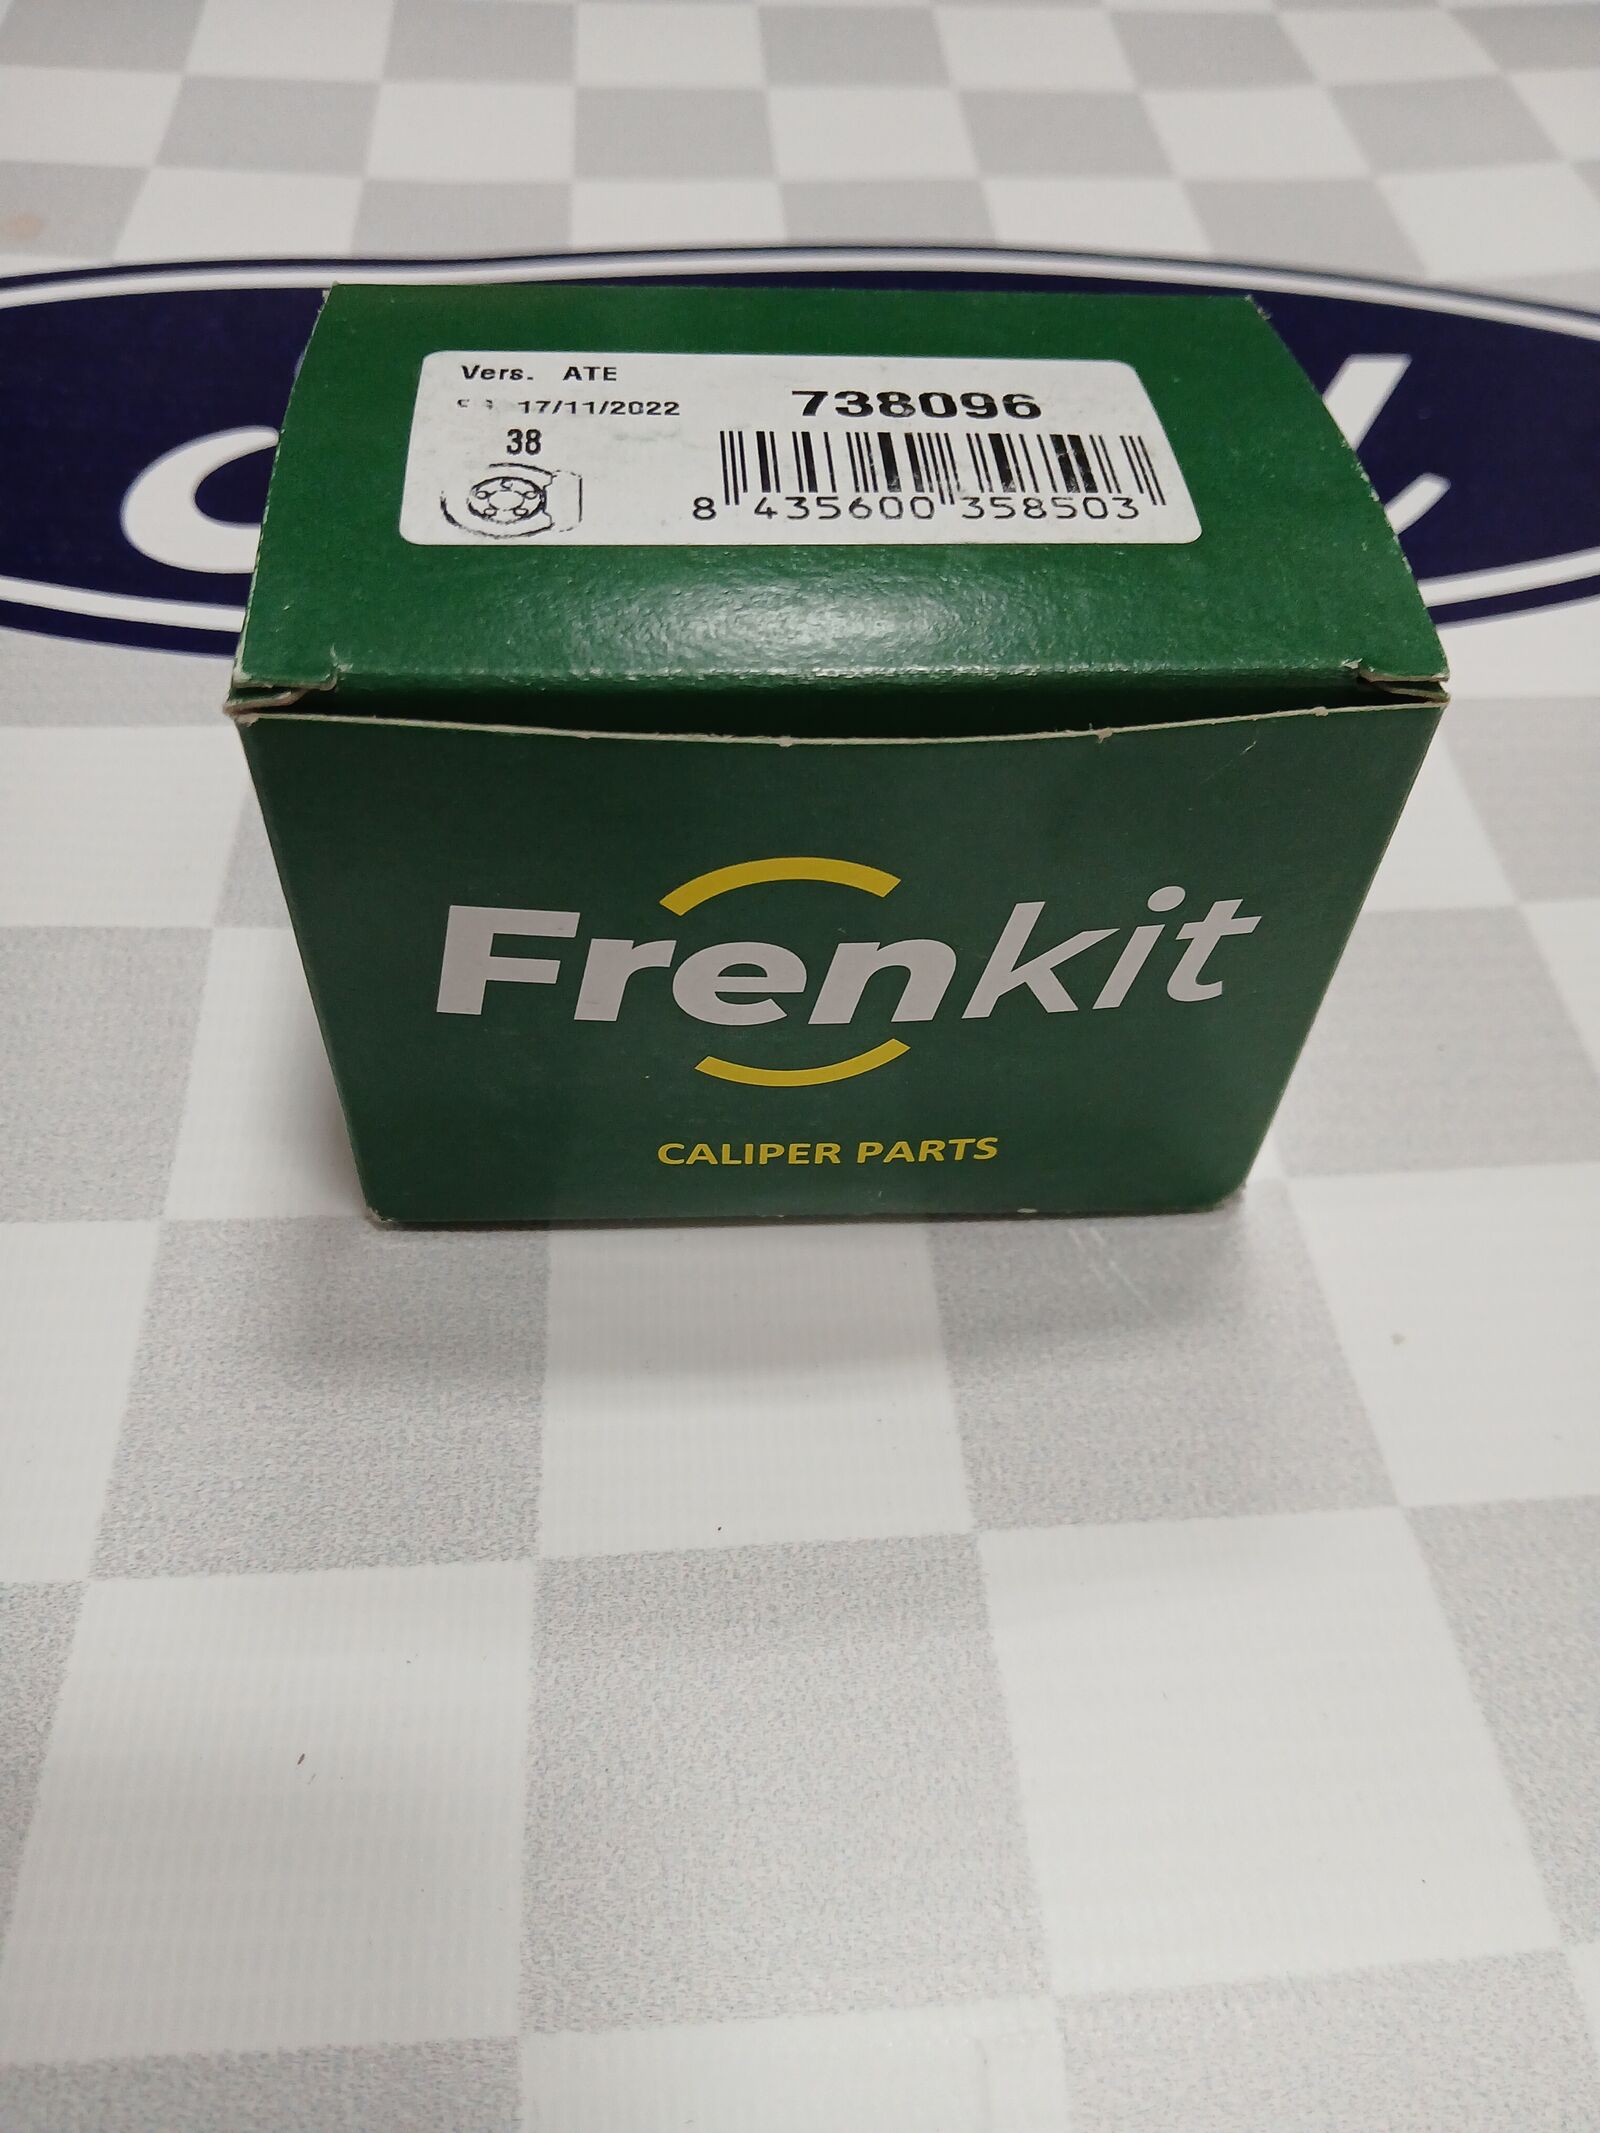 Vers. ATE
17/11/2022
738096
38
8 435600 358503
Frenkit
CALIPER PARTS